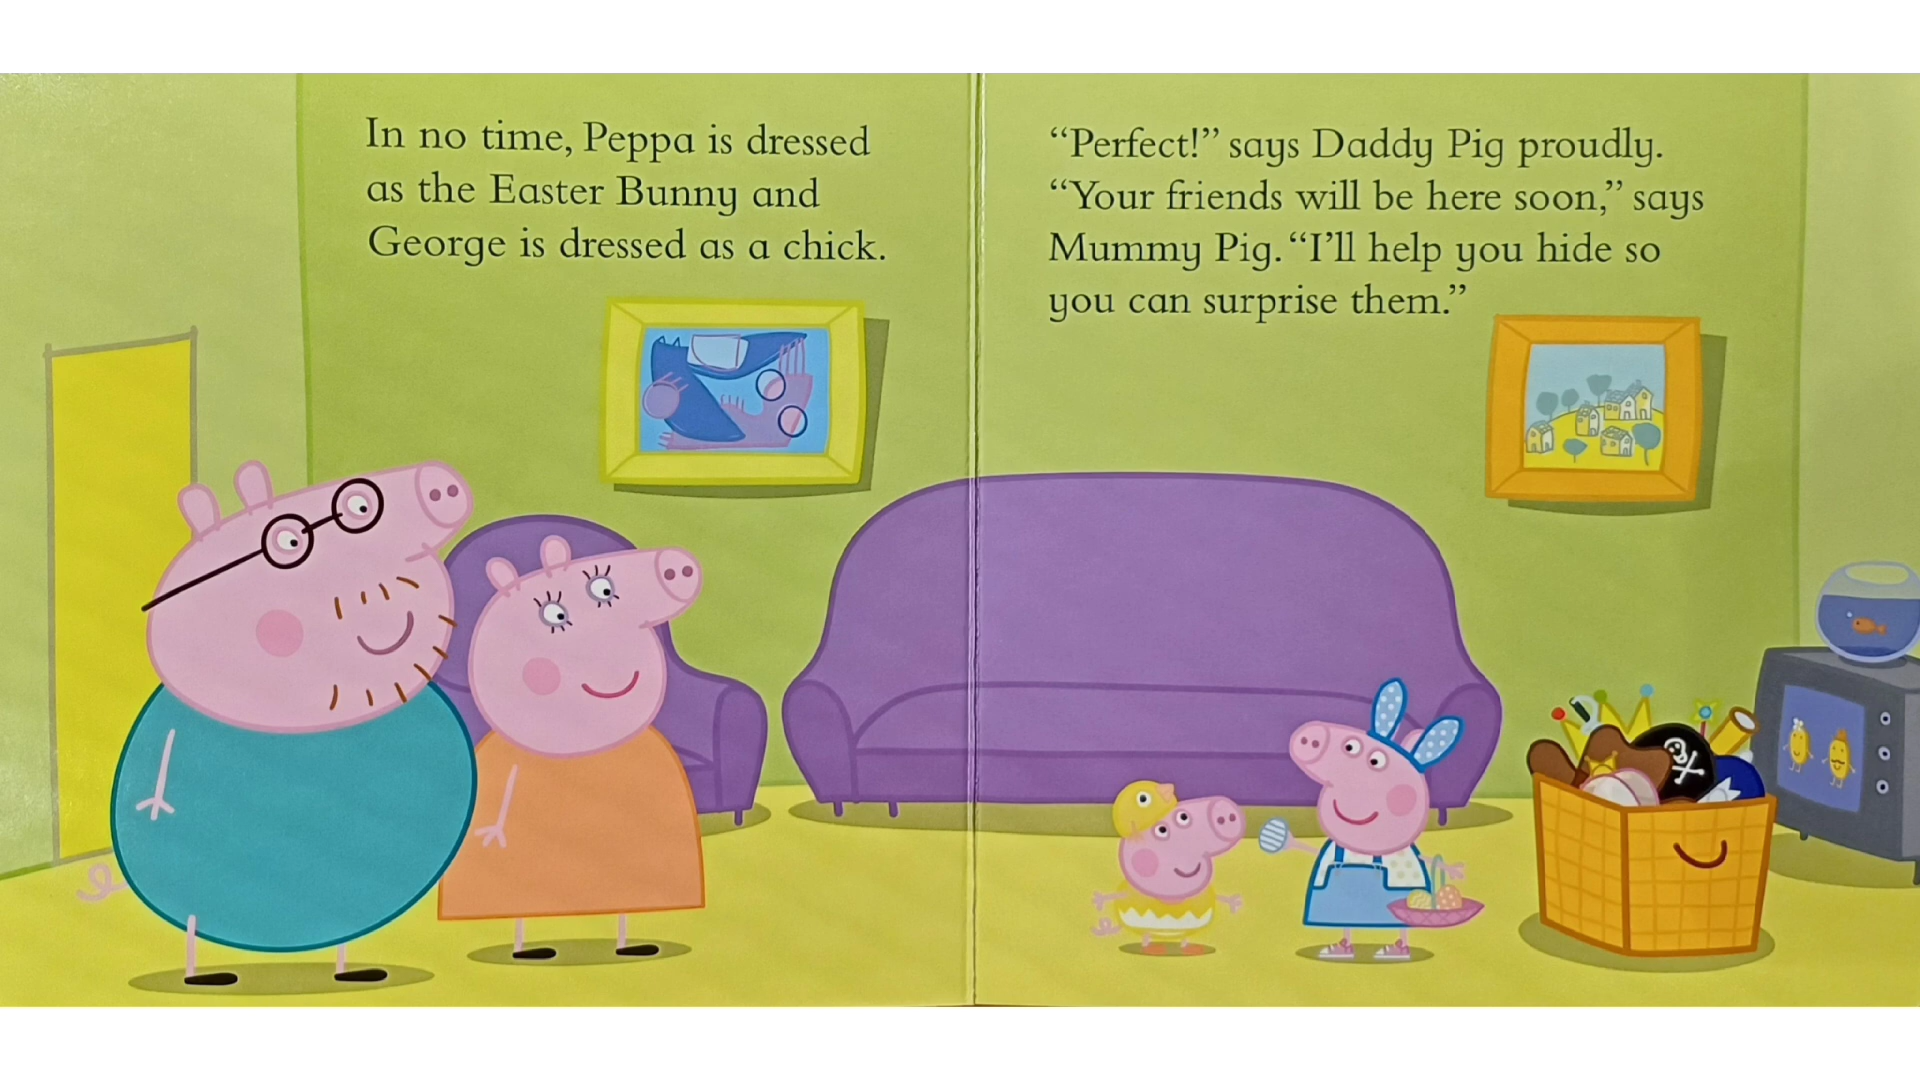 In no time, Peppa is dressed
as the Easter Bunny and
George is dressed as a chick.
“Perfect!” says Daddy Pig proudly.
“Your friends will be here soon,” says
Mummy Pig. “I’ll help you hide so
you can surprise them.”